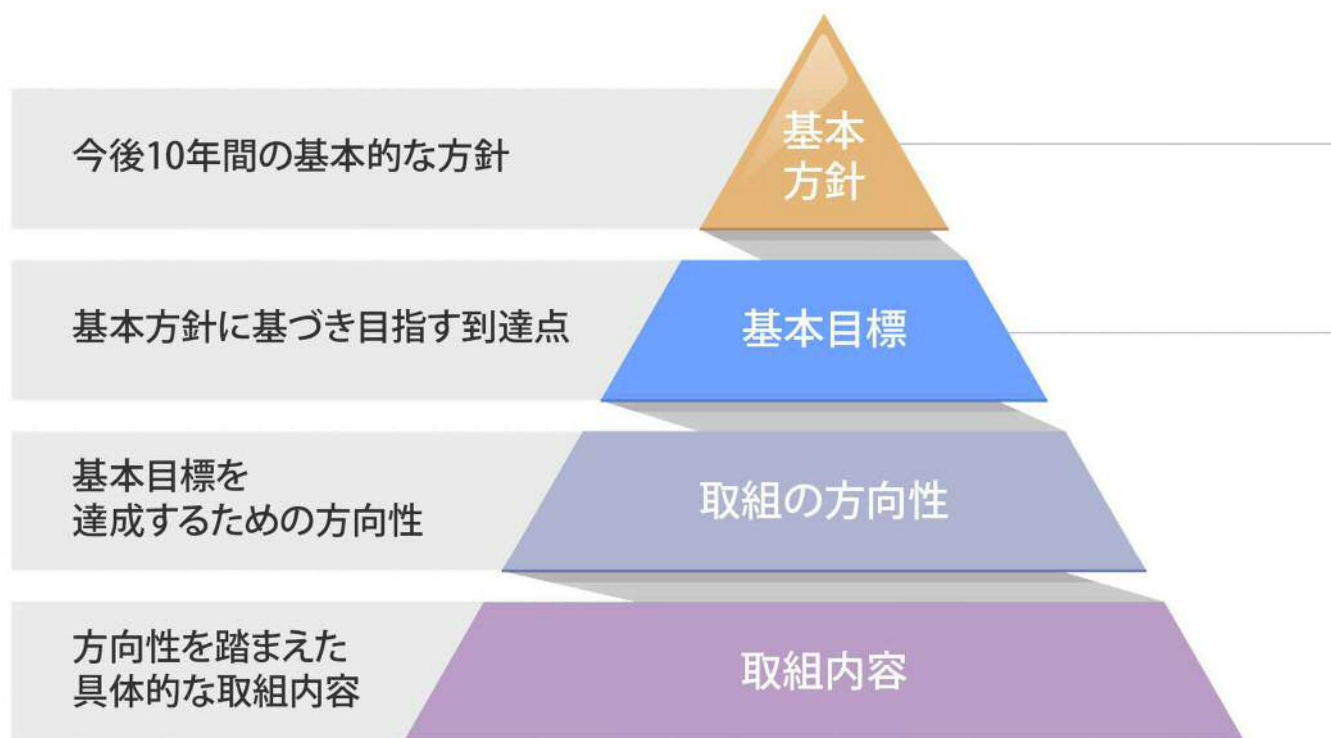 今後10年間の基本的な方針
基本
方針
基本方針に基づき目指す到達点
基本目標
基本目標を
達成するための方向性
取組の方向性
方向性を踏まえた
具体的な取組内容
取組内容